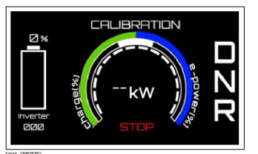 CALIBRATION
0 %
charge(%)
e-power(%)
--kW
STOP
inverter
000
D
N
R